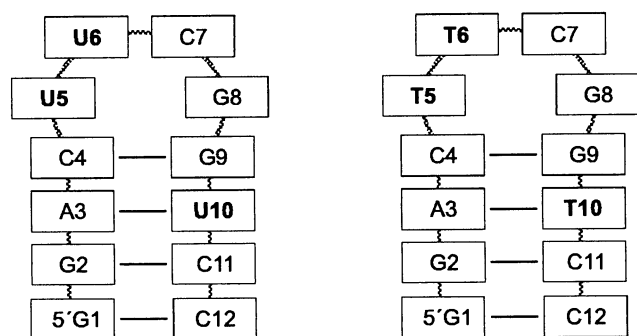 U6 C7
U5 G8
C4 G9
A3 U10
G2 C11
5´G1 C12
T6 C7
T5 G8
C4 G9
A3 T10
G2 C11
5´G1 C12